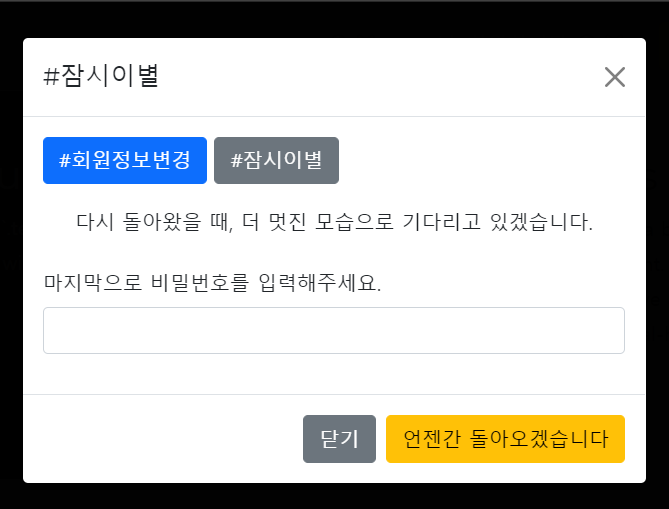 #잠시이별
#회원정보변경 #잠시이별
다시 돌아왔을 때, 더 멋진 모습으로 기다리고 있겠습니다.
마지막으로 비밀번호를 입력해주세요.
닫기 언젠간 돌아오겠습니다